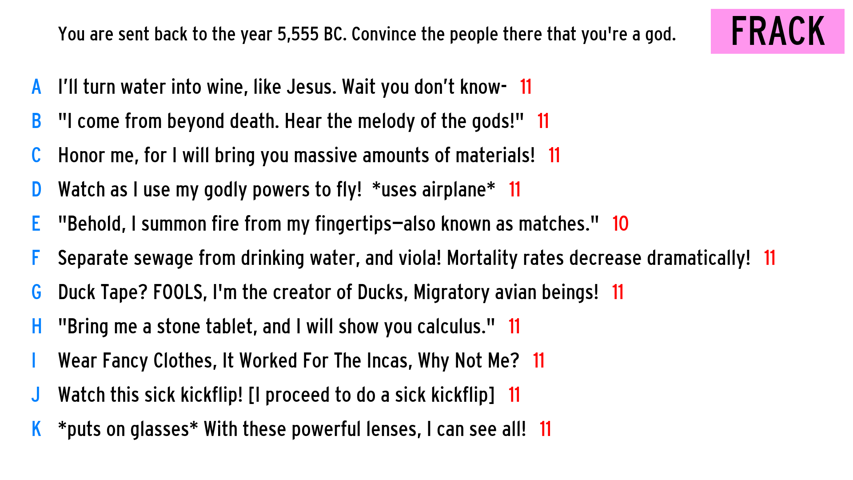 You are sent back to the year 5,555 BC. Convince the people there that you're a god.
FRACK
A I’ll turn water into wine, like Jesus. Wait you don’t know- 11
B "I come from beyond death. Hear the melody of the gods!" 11
C Honor me, for I will bring you massive amounts of materials! 11
D Watch as I use my godly powers to fly! *uses airplane* 11
E "Behold, I summon fire from my fingertips—also known as matches." 10
F Separate sewage from drinking water, and viola! Mortality rates decrease dramatically! 11
G Duck Tape? FOOLS, I'm the creator of Ducks, Migratory avian beings! 11
H "Bring me a stone tablet, and I will show you calculus." 11
I Wear Fancy Clothes, It Worked For The Incas, Why Not Me? 11
J Watch this sick kickflip! [I proceed to do a sick kickflip] 11
K *puts on glasses* With these powerful lenses, I can see all! 11